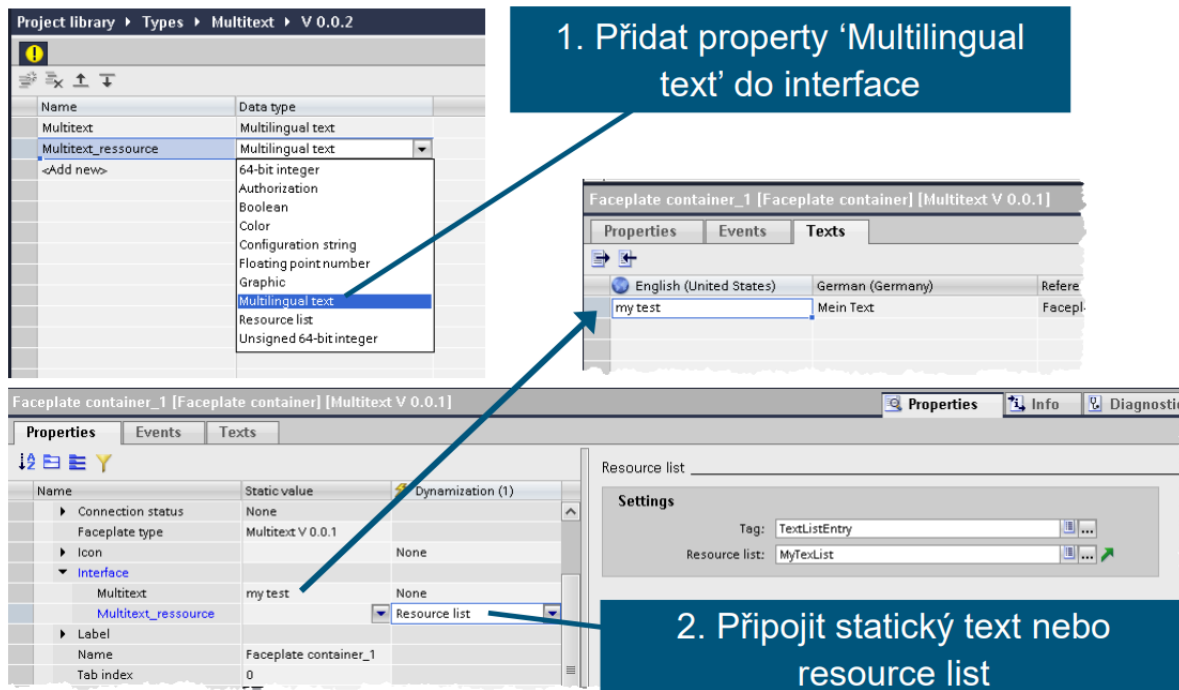 Project library ▸ Types ▸ Multitext ▸ V 0.0.2
1. Přidat property ‘Multilingual
text’ do interface
Name Data type
Multitext Multilingual text
Multitext_ressource Multilingual text
<Add new> 64-bit integer
Authorization
Boolean
Color
Configuration string
Floating point number
Graphic
Multilingual text
Resource list
Unsigned 64-bit integer
Faceplate container_1 [Faceplate container] [Multitext V 0.0.1]
Properties Events Texts
English (United States) German (Germany) Refere
my test Mein Text Facepl
Faceplate container_1 [Faceplate container] [Multitext V 0.0.1]
Properties Info Diagnostic
Properties Events Texts
Name Static value Dynamization (1)
Connection status None
Faceplate type Multitext V 0.0.1
Icon None
Interface
Multitext my test None
Multitext_ressource Resource list
Label
Name Faceplate container_1
Tab index 0
Resource list
Settings
Tag: TextListEntry
Resource list: MyTexList
2. Připojit statický text nebo
resource list